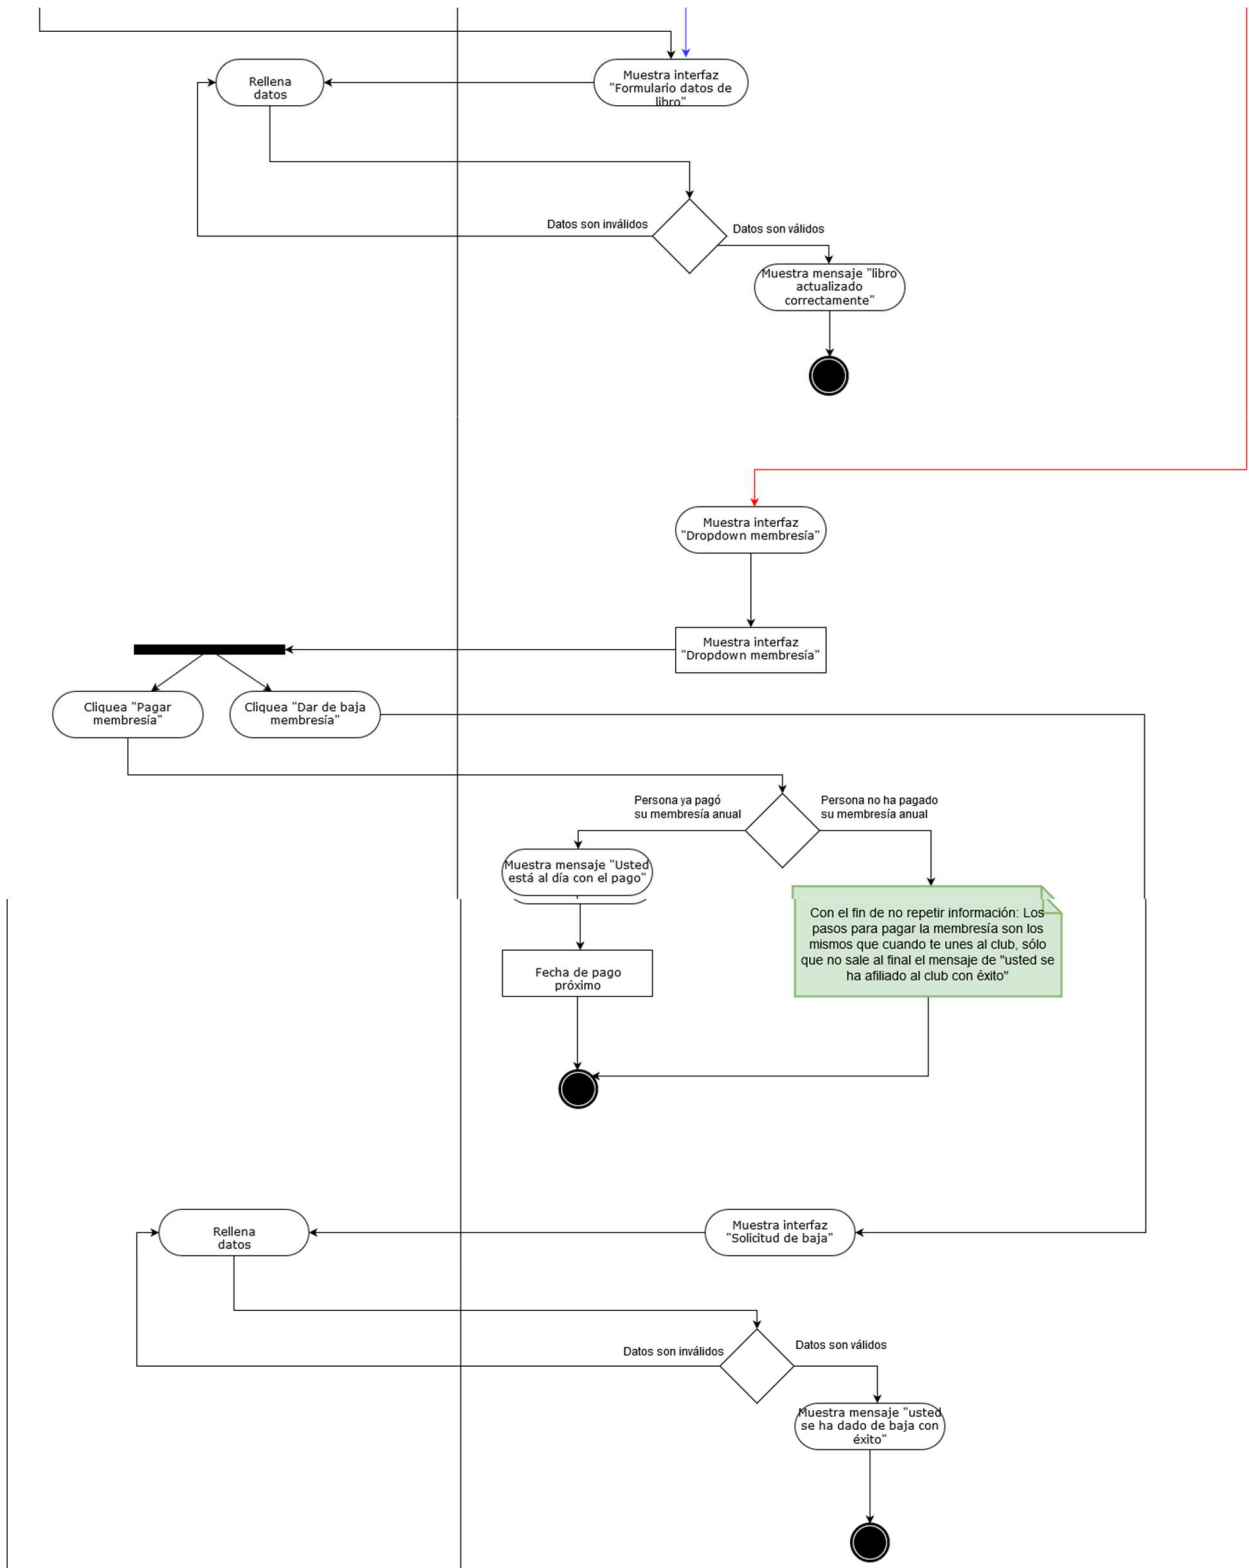 Muestra interfaz
"Formulario datos de
libro"
Rellena
datos
Datos son inválidos
Datos son válidos
Muestra mensaje "libro
actualizado
correctamente"
Muestra interfaz
"Dropdown membresía"
Muestra interfaz
"Dropdown membresía"
Cliquea "Pagar
membresía"
Cliquea "Dar de baja
membresía"
Persona ya pagó
su membresía anual
Persona no ha pagado
su membresía anual
Muestra mensaje "Usted
está al día con el pago"
Con el fin de no repetir información: Los
pasos para pagar la membresía son los
mismos que cuando te unes al club, sólo
que no sale al final el mensaje de "usted se
ha afiliado al club con éxito"
Fecha de pago
próximo
Rellena
datos
Muestra interfaz
"Solicitud de baja"
Datos son inválidos
Datos son válidos
Muestra mensaje "usted
se ha dado de baja con
éxito"